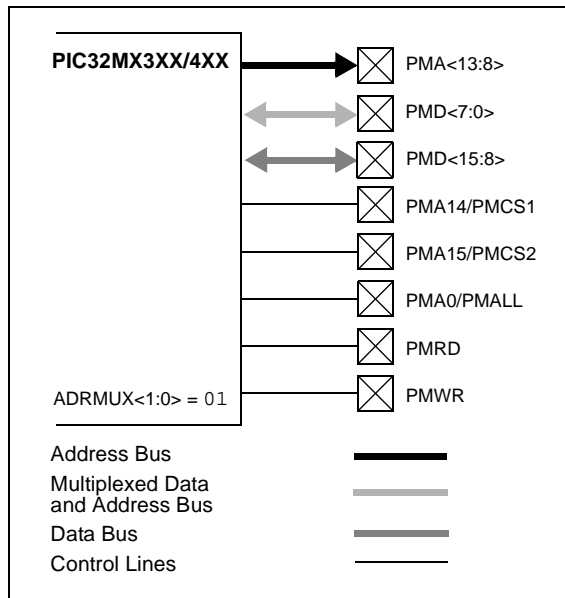 PIC32MX3XX/4XX
PMA<13:8>
PMD<7:0>
PMD<15:8>
PMA14/PMCS1
PMA15/PMCS2
PMA0/PMALL
PMRD
PMWR
ADRMUX<1:0> = 01
Address Bus
Multiplexed Data
and Address Bus
Data Bus
Control Lines